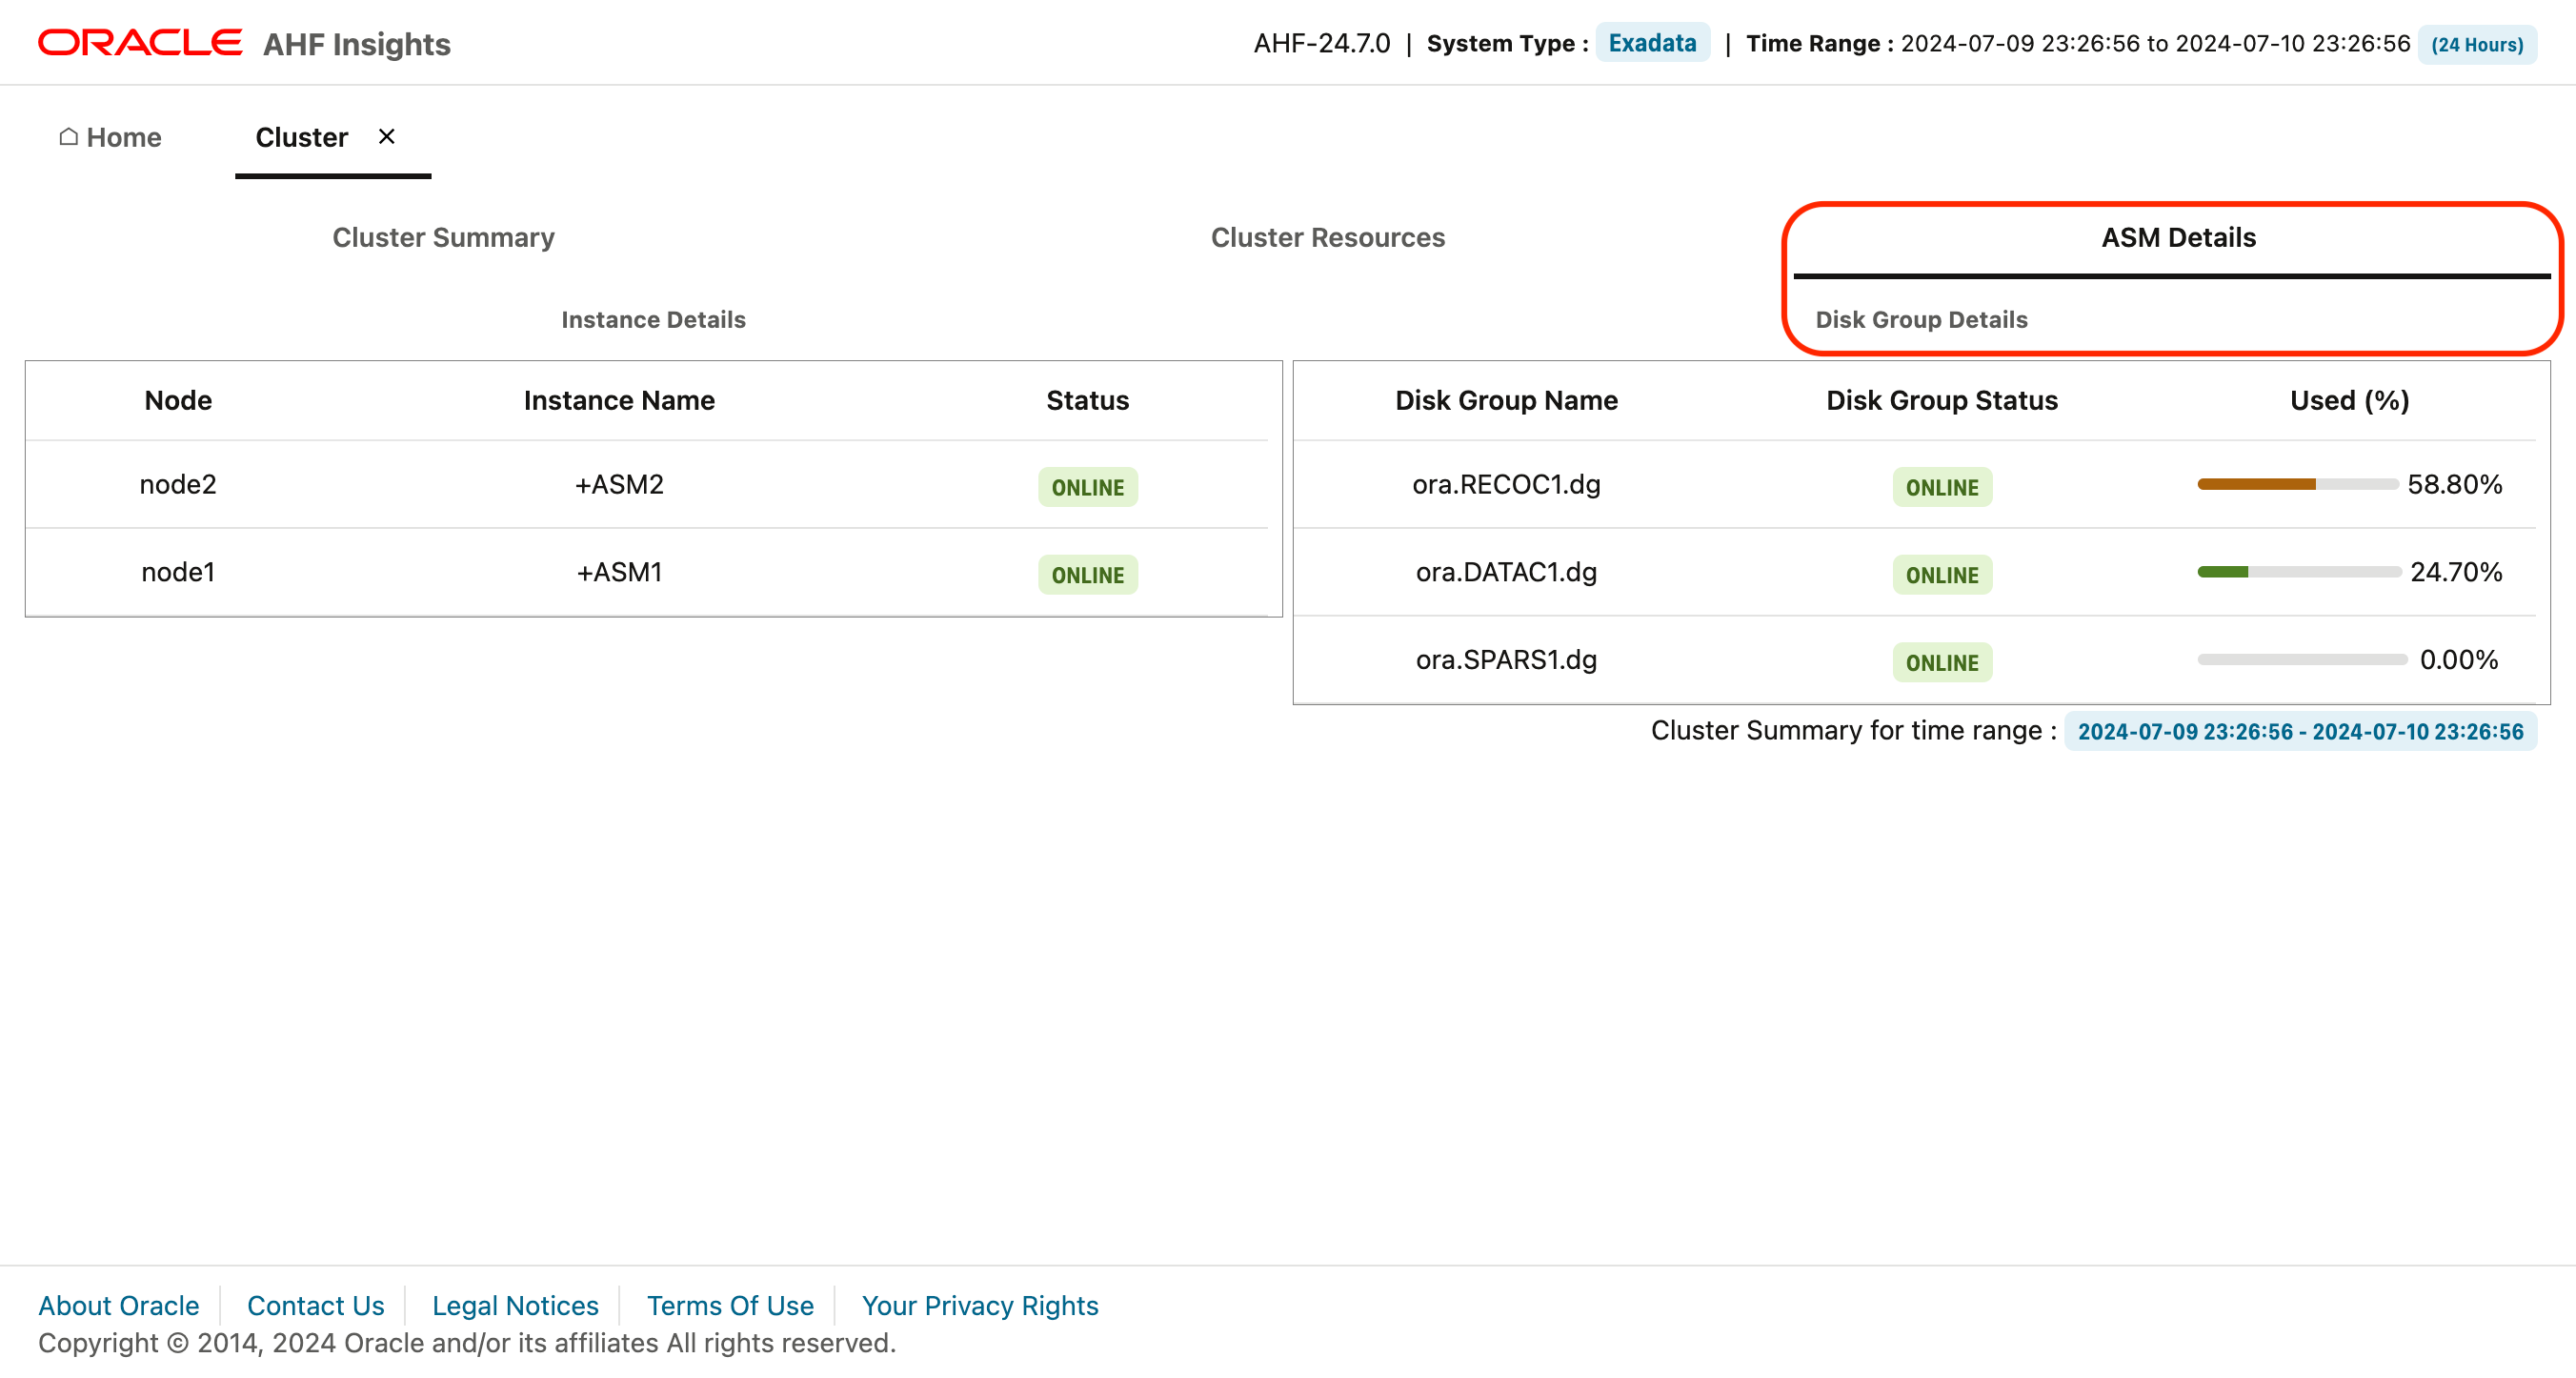 ORACLE AHF Insights AHF-24.7.0 | System Type : Exadata | Time Range : 2024-07-09 23:26:56 to 2024-07-10 23:26:56 (24 Hours)
Home Cluster ×
Cluster Summary Cluster Resources ASM Details
Instance Details Disk Group Details
Node Instance Name Status Disk Group Name Disk Group Status Used (%)
node2 +ASM2 ONLINE ora.RECOC1.dg ONLINE 58.80%
node1 +ASM1 ONLINE ora.DATAC1.dg ONLINE 24.70%
ora.SPARS1.dg ONLINE 0.00%
Cluster Summary for time range : 2024-07-09 23:26:56 - 2024-07-10 23:26:56
About Oracle Contact Us Legal Notices Terms Of Use Your Privacy Rights
Copyright © 2014, 2024 Oracle and/or its affiliates All rights reserved.